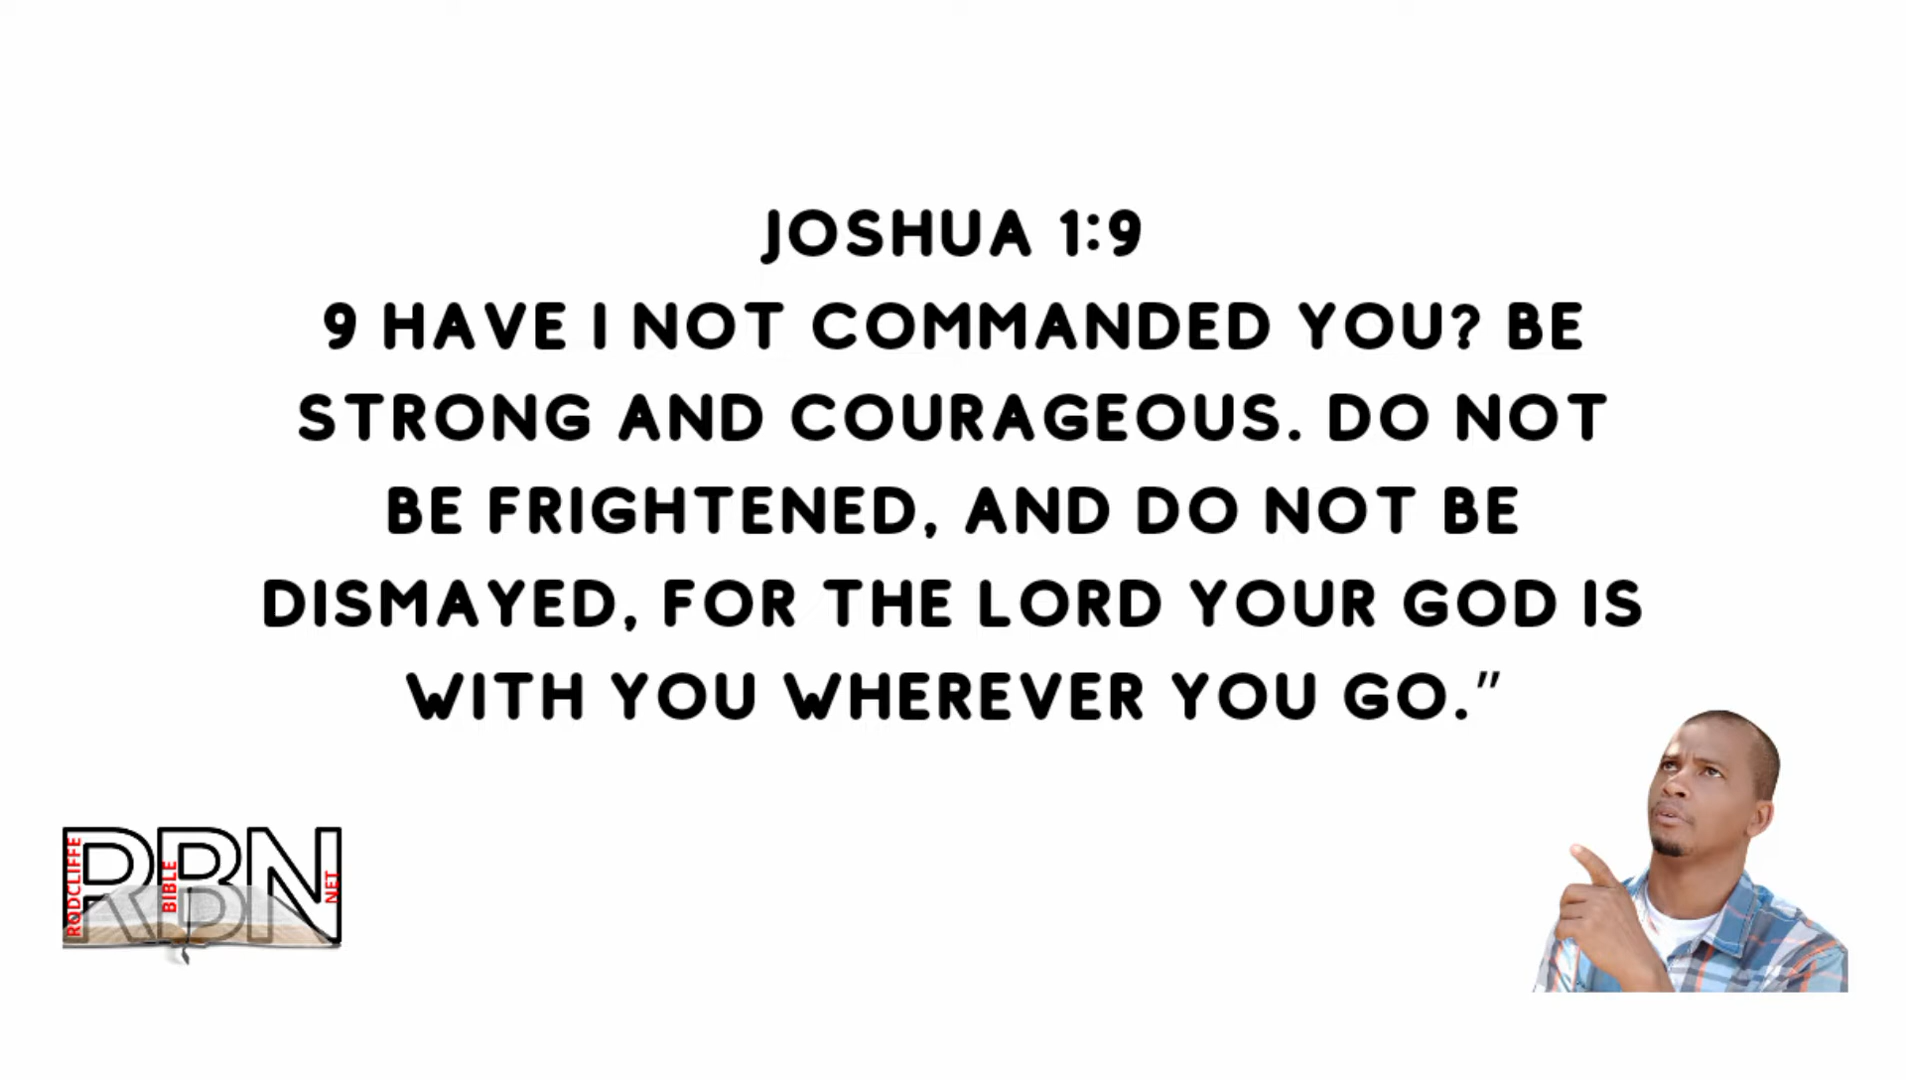 JOSHUA 1:9
9 HAVE I NOT COMMANDED YOU? BE
STRONG AND COURAGEOUS. DO NOT
BE FRIGHTENED, AND DO NOT BE
DISMAYED, FOR THE LORD YOUR GOD IS
WITH YOU WHEREVER YOU GO.”
RBN
RODCLIFFE
BIBLE
NET